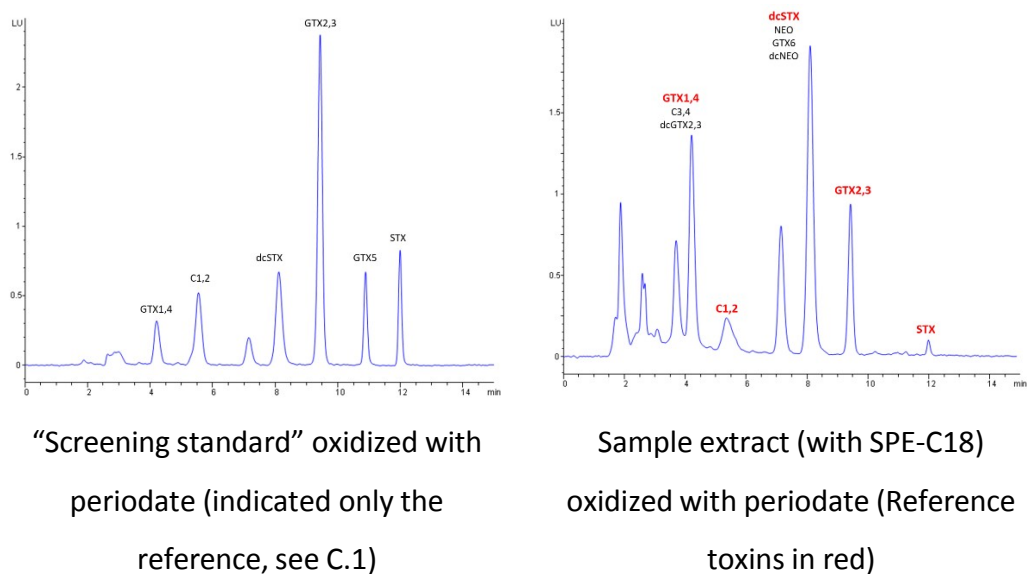 LU
GTX2,3
2
1.5
1
STX
dcSTX
GTX5
C1,2
0.5
GTX1,4
0
0 2 4 6 8 10 12 14 min
LU
dcSTX
NEO
GTX6
dcNEO
1.5
GTX1,4
C3,4
dcGTX2,3
1
GTX2,3
0.5
C1,2
STX
0
0 2 4 6 8 10 12 14 min
“Screening standard” oxidized with
periodate (indicated only the
reference, see C.1)
Sample extract (with SPE-C18)
oxidized with periodate (Reference
toxins in red)